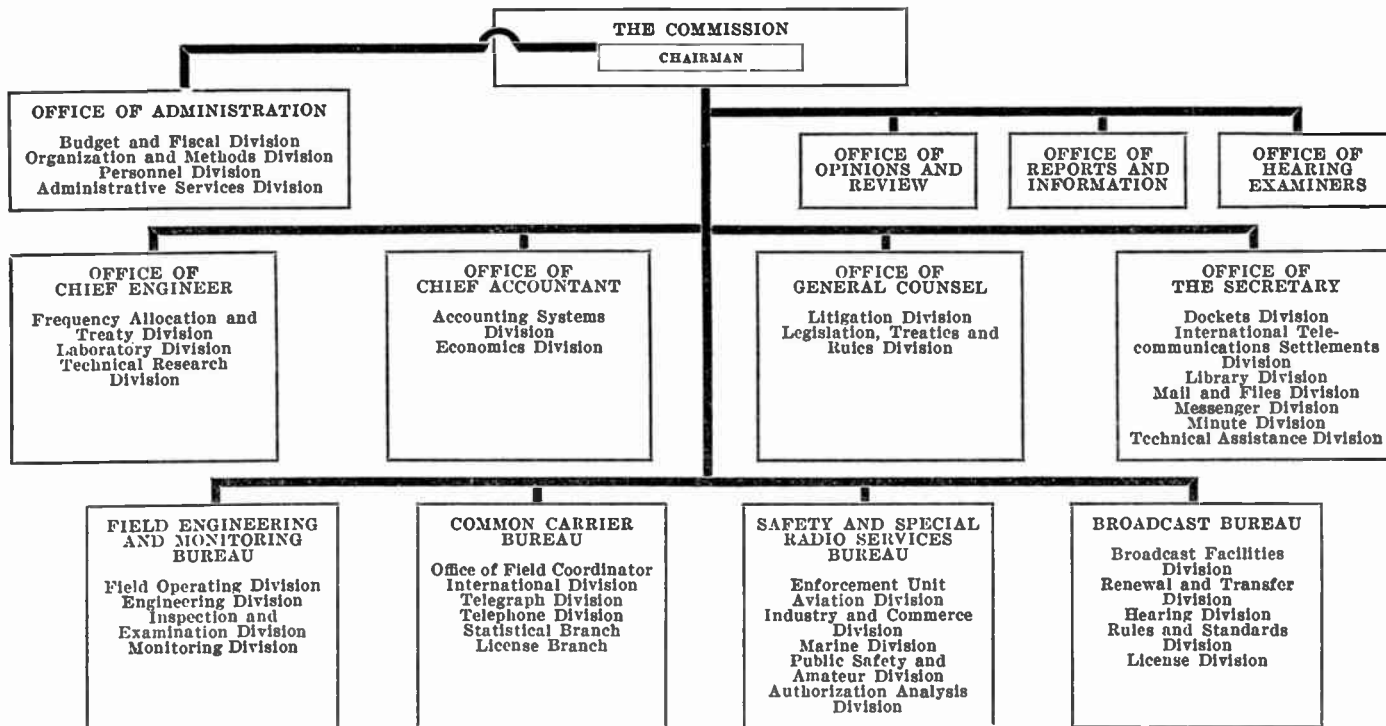 THE COMMISSION
CHAIRMAN
OFFICE OF ADMINISTRATION
Budget and Fiscal Division
Organization and Methods Division
Personnel Division
Administrative Services Division
OFFICE OF
OPINIONS AND
REVIEW
OFFICE OF
REPORTS AND
INFORMATION
OFFICE OF
HEARING
EXAMINERS
OFFICE OF
CHIEF ENGINEER
Frequency Allocation and
Treaty Division
Laboratory Division
Technical Research
Division
OFFICE OF
CHIEF ACCOUNTANT
Accounting Systems
Division
Economics Division
OFFICE OF
GENERAL COUNSEL
Litigation Division
Legislation, Treaties and
Rules Division
OFFICE OF
THE SECRETARY
Dockets Division
International Tele-
communications Settlements
Division
Library Division
Mail and Files Division
Messenger Division
Minute Division
Technical Assistance Division
FIELD ENGINEERING
AND MONITORING
BUREAU
Field Operating Division
Engineering Division
Inspection and
Examination Division
Monitoring Division
COMMON CARRIER
BUREAU
Office of Field Coordinator
International Division
Telegraph Division
Telephone Division
Statistical Branch
License Branch
SAFETY AND SPECIAL
RADIO SERVICES
BUREAU
Enforcement Unit
Aviation Division
Industry and Commerce
Division
Marine Division
Public Safety and
Amateur Division
Authorization Analysis
Division
BROADCAST BUREAU
Broadcast Facilities
Division
Renewal and Transfer
Division
Hearing Division
Rules and Standards
Division
License Division